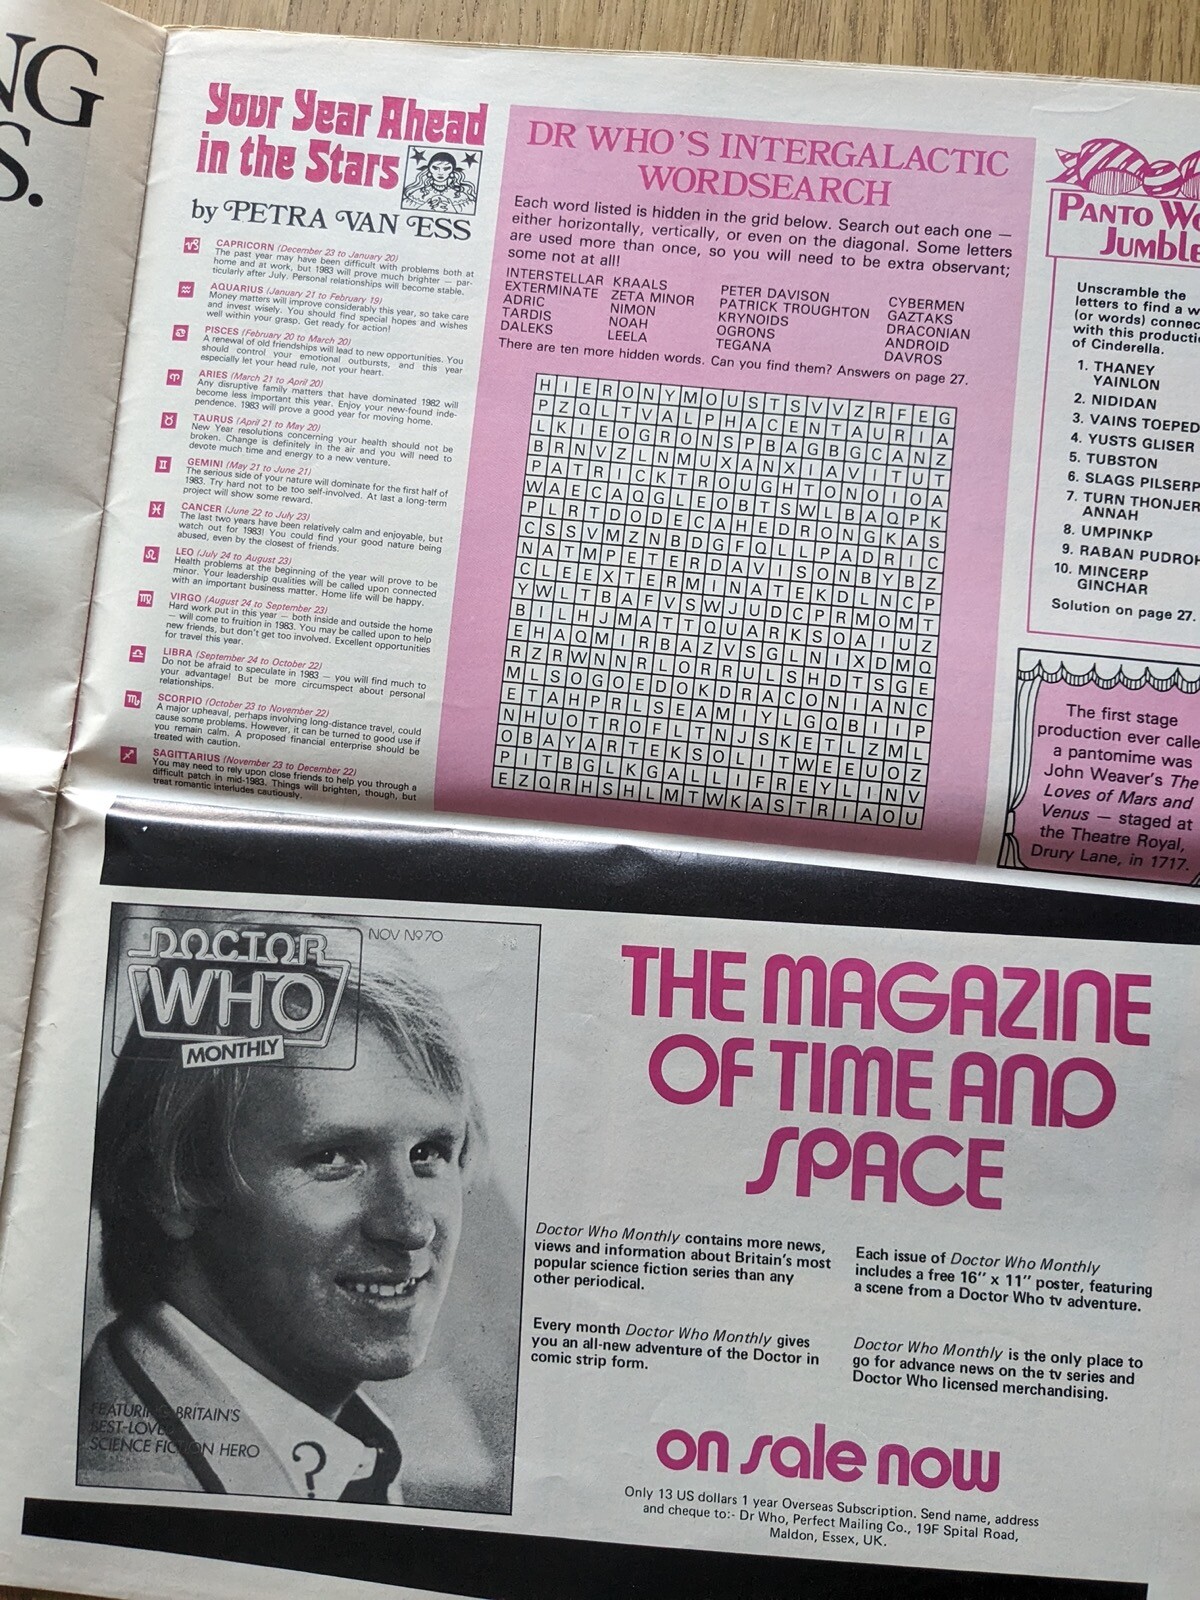 NG
S.
Your Year Ahead
in the Stars
by PETRA VAN ESS
CAPRICORN (December 23 to January 20)
The past year may have been difficult with problems both at
home and at work, but 1983 will prove much brighter — par-
ticularly after July. Personal relationships will become stable.
AQUARIUS (January 21 to February 19)
Money matters will improve considerably this year, so take care
and invest wisely. You should find special hopes and wishes
well within your grasp. Get ready for action!
PISCES (February 20 to March 20)
A renewal of old friendships will lead to new opportunities. You
should control your emotional outbursts, and this year
especially let your head rule, not your heart.
ARIES (March 21 to April 20)
Any disruptive family matters that have dominated 1982 will
become less important this year. Enjoy your new-found inde-
pendence. 1983 will prove a good year for moving home.
TAURUS (April 21 to May 20)
New Year resolutions concerning your health should not be
broken. Change is definitely in the air and you will need to
devote much time and energy to a new venture.
GEMINI (May 21 to June 21)
The serious side of your nature will dominate for the first half of
1983. Try hard not to be too self-involved. At last a long-term
project will show some reward.
CANCER (June 22 to July 23)
The last two years have been relatively calm and enjoyable, but
watch out for 1983! You could find your good nature being
abused, even by the closest of friends.
LEO (July 24 to August 23)
Health problems at the beginning of the year will prove to be
minor. Your leadership qualities will be called upon connected
with an important business matter. Home life will be happy.
VIRGO (August 24 to September 23)
Hard work put in this year — both inside and outside the home
— will come to fruition in 1983. You may be called upon to help
new friends, but don't get too involved. Excellent opportunities
for travel this year.
LIBRA (September 24 to October 22)
Do not be afraid to speculate in 1983 — you will find much to
your advantage! But be more circumspect about personal
relationships.
SCORPIO (October 23 to November 22)
A major upheaval, perhaps involving long-distance travel, could
cause some problems. However, it can be turned to good use if
you remain calm. A proposed financial enterprise should be
treated with caution.
SAGITTARIUS (November 23 to December 22)
You may need to rely upon close friends to help you through a
difficult patch in mid-1983. Things will brighten, though, but
treat romantic interludes cautiously.
DR WHO'S INTERGALACTIC
WORDSEARCH
Each word listed is hidden in the grid below. Search out each one —
either horizontally, vertically, or even on the diagonal. Some letters
are used more than once, so you will need to be extra observant;
some not at all!
INTERSTELLAR KRAALS PETER DAVISON CYBERMEN
EXTERMINATE ZETA MINOR PATRICK TROUGHTON GAZTAKS
ADRIC NIMON KRYNOIDS DRACONIAN
TARDIS NOAH OGRONS ANDROID
DALEKS LEELA TEGANA DAVROS
There are ten more hidden words. Can you find them? Answers on page 27.
HIERONYMOUSTSVVZRFEG
PZQLTVALPHACENTAURIA
LKIEOGRONSPBAGBGCANZ
BRNVZLNMUXANXIAVITUT
PATRICKTROUGHTONOIOA
WAECAQGLEOBTSWLBAQPK
PLRTDODECAHEDRONGKAS
CSSVMZNBDGFQLLPADRIC
NATMPETERDAVISONBYBZ
CLEEXTERMINATEKDLNCP
YWLTBAFVSWJUDCPRMOMT
BILHJMATTQUARKSOAIUZ
EHAQMIRBAZVSGLNIXDMQ
RZRWNNRLORRULSHDTSGE
MLSOGOEDOKDRACONIANC
ETAHPRLSEAMIYLGQBIIP
NHUOTROFLTNJSKETLZML
OBAYARTEKSOLITWEEUOZ
PITBGLKGALLIFREYLINV
EZQRHSHLMTWKASTRIAOU
PANTO WO
JUMBLE
Unscramble the
letters to find a w
(or words) connec
with this producti
of Cinderella.
1. THANEY
YAINLON
2. NIDIDAN
3. VAINS TOEPED
4. YUSTS GLISER
5. TUBSTON
6. SLAGS PILSERP
7. TURN THONJER
ANNAH
8. UMPINKP
9. RABAN PUDROH
10. MINCERP
GINCHAR
Solution on page 27.
The first stage
production ever calle
a pantomime was
John Weaver's The
Loves of Mars and
Venus — staged at
the Theatre Royal,
Drury Lane, in 1717.
DOCTOR
WHO
MONTHLY
NOV Nº 70
FEATURING BRITAIN'S
BEST-LOVED
SCIENCE FICTION HERO
?
THE MAGAZINE
OF TIME AND
SPACE
Doctor Who Monthly contains more news,
views and information about Britain's most
popular science fiction series than any
other periodical.
Every month Doctor Who Monthly gives
you an all-new adventure of the Doctor in
comic strip form.
Each issue of Doctor Who Monthly
includes a free 16" x 11" poster, featuring
a scene from a Doctor Who tv adventure.
Doctor Who Monthly is the only place to
go for advance news on the tv series and
Doctor Who licensed merchandising.
on sale now
Only 13 US dollars 1 year Overseas Subscription. Send name, address
and cheque to:- Dr Who, Perfect Mailing Co., 19F Spital Road,
Maldon, Essex, UK.